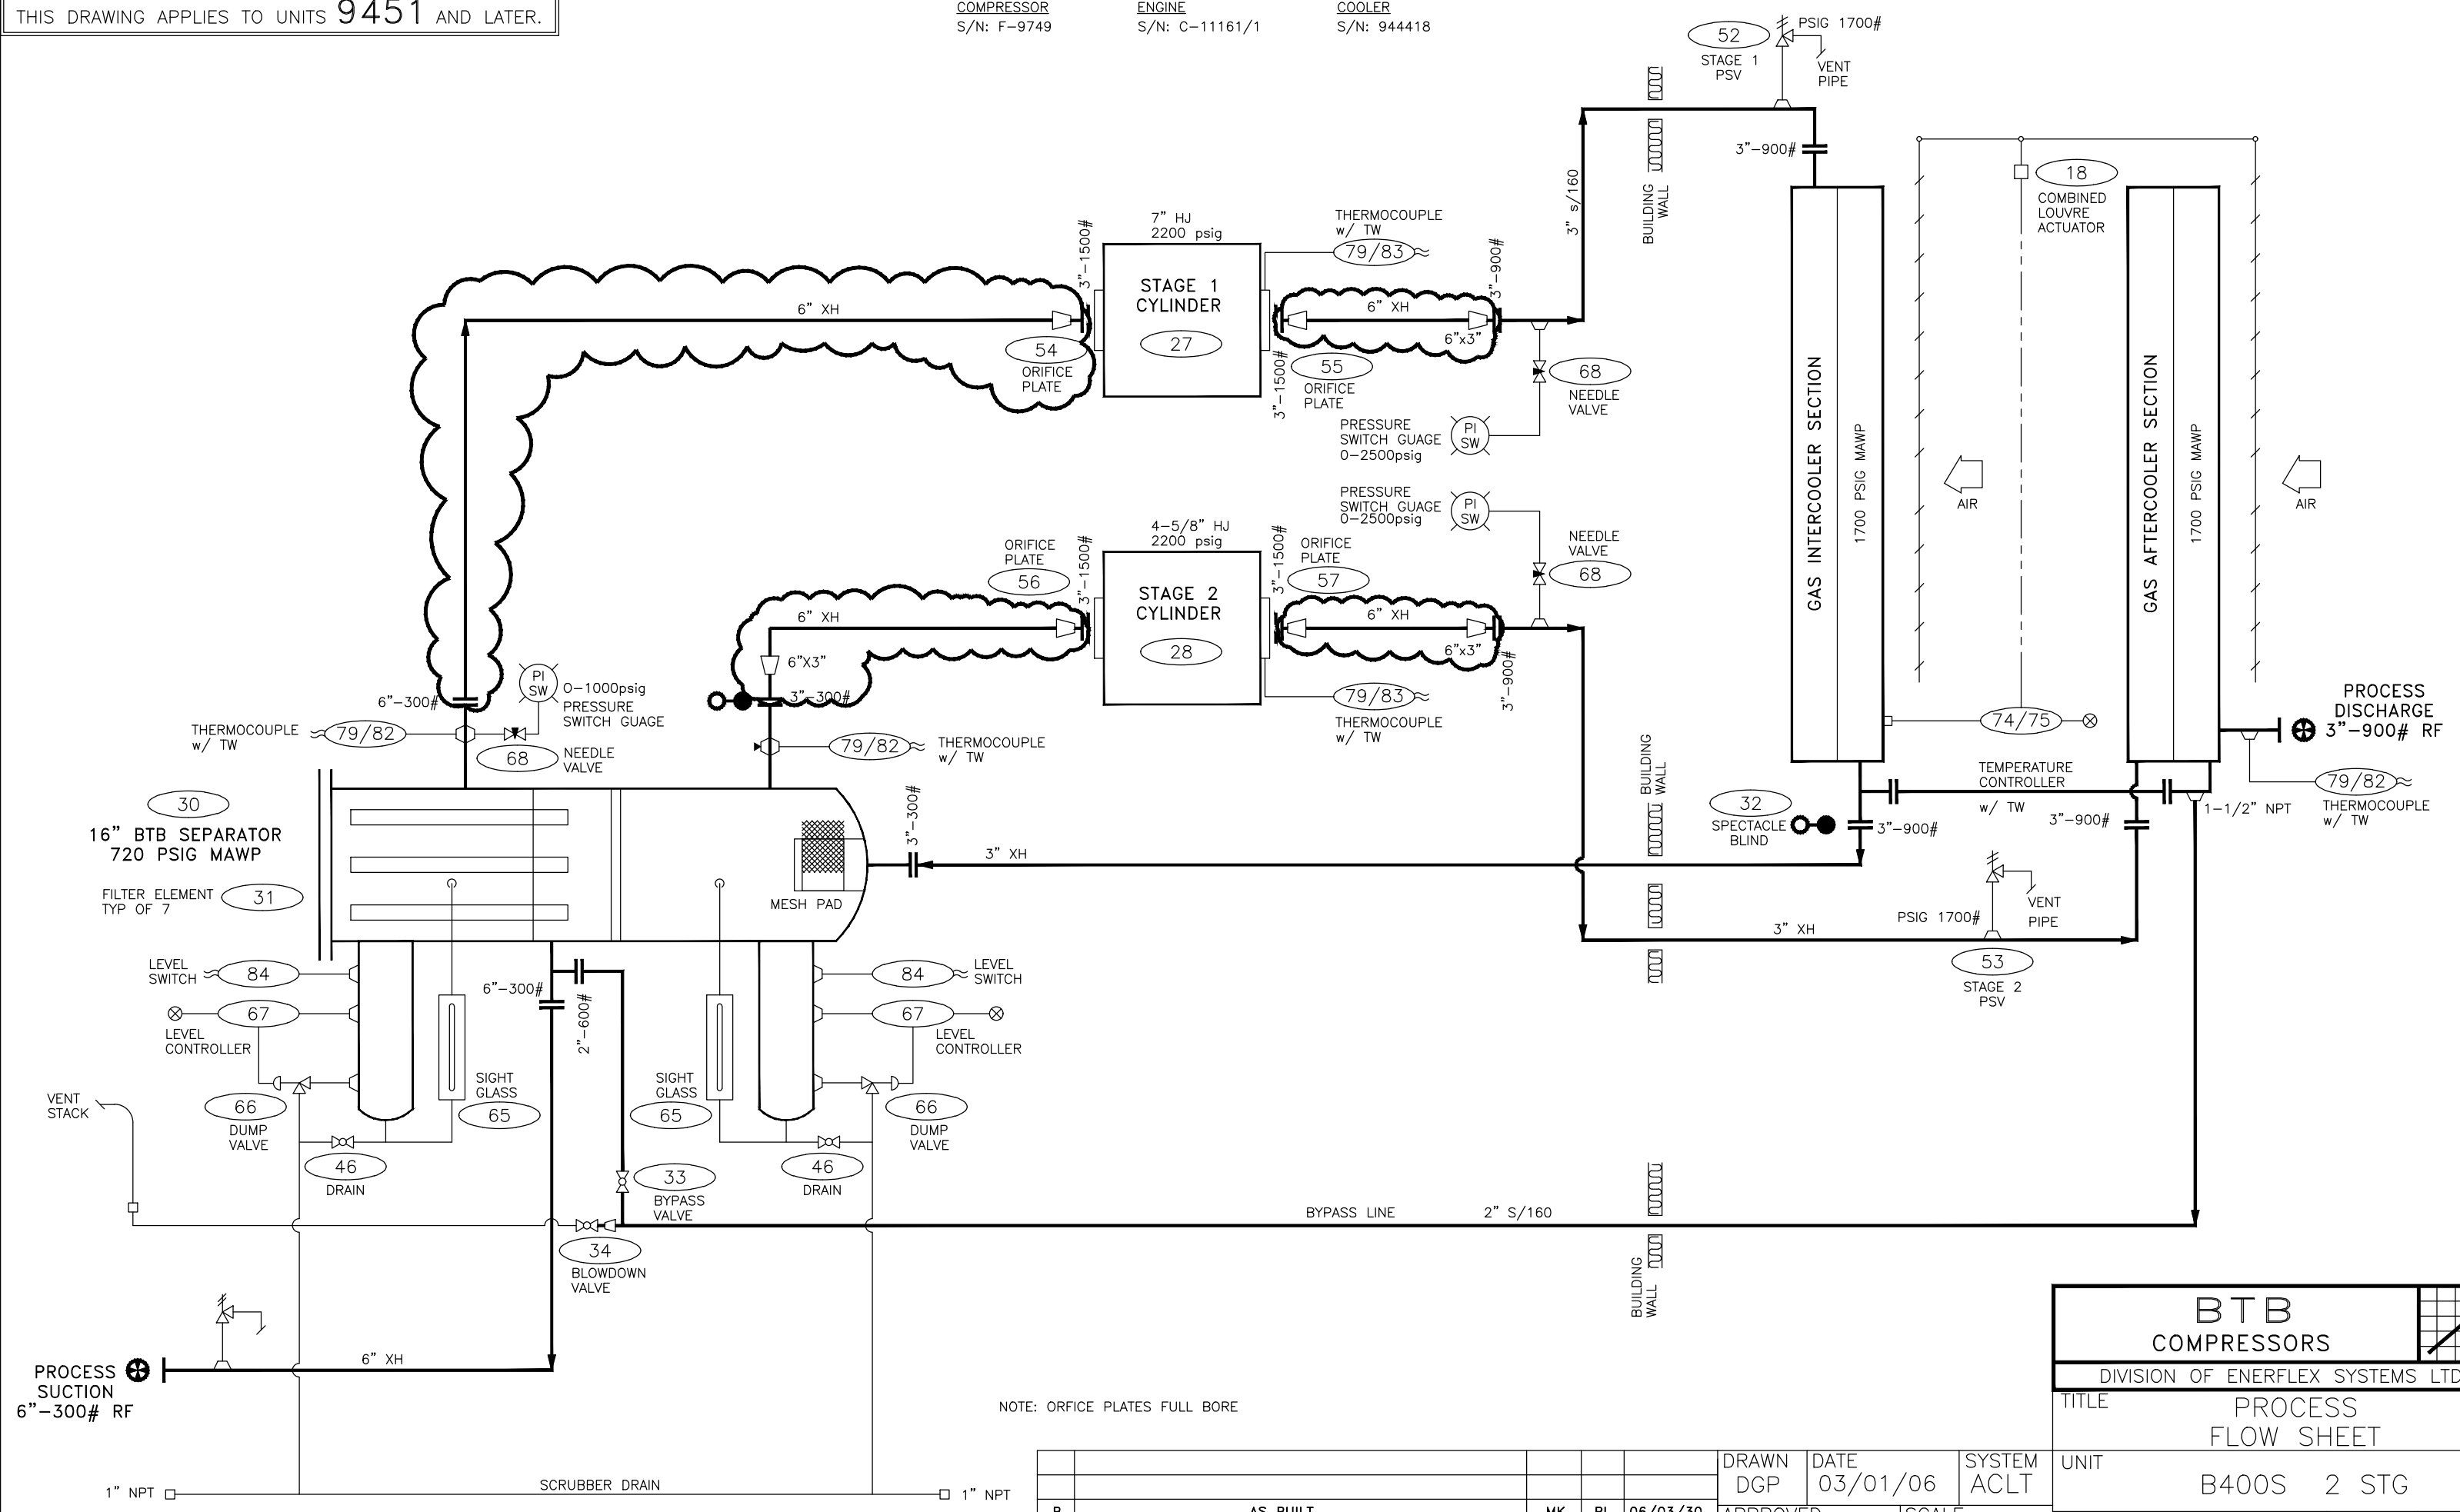 THIS DRAWING APPLIES TO UNITS 9451 AND LATER.
COMPRESSOR
S/N: F-9749
ENGINE
S/N: C-11161/1
COOLER
S/N: 944418
52
STAGE 1
PSV
PSIG 1700#
VENT
PIPE
3"-900#
BUILDING
WALL
3" s/160
18
COMBINED
LOUVRE
ACTUATOR
7" HJ
2200 psig
3"-1500#
STAGE 1
CYLINDER
27
THERMOCOUPLE
w/ TW
79/83
3"-900#
6" XH
54
ORIFICE
PLATE
6" XH
6"x3"
3"-1500#
55
ORIFICE
PLATE
68
NEEDLE
VALVE
PRESSURE
SWITCH GUAGE
0-2500psig
PI
SW
GAS INTERCOOLER SECTION
1700 PSIG MAWP
AIR
GAS AFTERCOOLER SECTION
1700 PSIG MAWP
AIR
PRESSURE
SWITCH GUAGE
0-2500psig
PI
SW
NEEDLE
VALVE
68
4-5/8" HJ
2200 psig
ORIFICE
PLATE
56
3"-1500#
STAGE 2
CYLINDER
28
3"-1500#
ORIFICE
PLATE
57
6" XH
6"X3"
3"-300#
6" XH
6"x3"
3"-900#
79/83
THERMOCOUPLE
w/ TW
6"-300#
PI
SW
0-1000psig
PRESSURE
SWITCH GUAGE
THERMOCOUPLE
w/ TW
79/82
68
NEEDLE
VALVE
79/82
THERMOCOUPLE
w/ TW
74/75
TEMPERATURE
CONTROLLER
w/ TW
PROCESS
DISCHARGE
3"-900# RF
79/82
THERMOCOUPLE
w/ TW
1-1/2" NPT
BUILDING
WALL
32
SPECTACLE
BLIND
3"-900#
3"-900#
30
16" BTB SEPARATOR
720 PSIG MAWP
FILTER ELEMENT
TYP OF 7
31
MESH PAD
3"-300#
3" XH
PSIG 1700#
VENT
PIPE
3" XH
53
STAGE 2
PSV
LEVEL
SWITCH
84
67
LEVEL
CONTROLLER
6"-300#
2"-600#
84
LEVEL
SWITCH
67
LEVEL
CONTROLLER
VENT
STACK
66
DUMP
VALVE
SIGHT
GLASS
65
SIGHT
GLASS
65
66
DUMP
VALVE
46
DRAIN
46
DRAIN
33
BYPASS
VALVE
34
BLOWDOWN
VALVE
BYPASS LINE
2" S/160
BUILDING
WALL
PROCESS
SUCTION
6"-300# RF
6" XH
NOTE: ORFICE PLATES FULL BORE
1" NPT
SCRUBBER DRAIN
1" NPT
BTB
COMPRESSORS
DIVISION OF ENERFLEX SYSTEMS LTD
TITLE
PROCESS
FLOW SHEET
DRAWN
DGP
DATE
03/01/06
SYSTEM
ACLT
UNIT
B400S 2 STG
B AS BUILT MK 06/03/30
APPROVED
SCALE